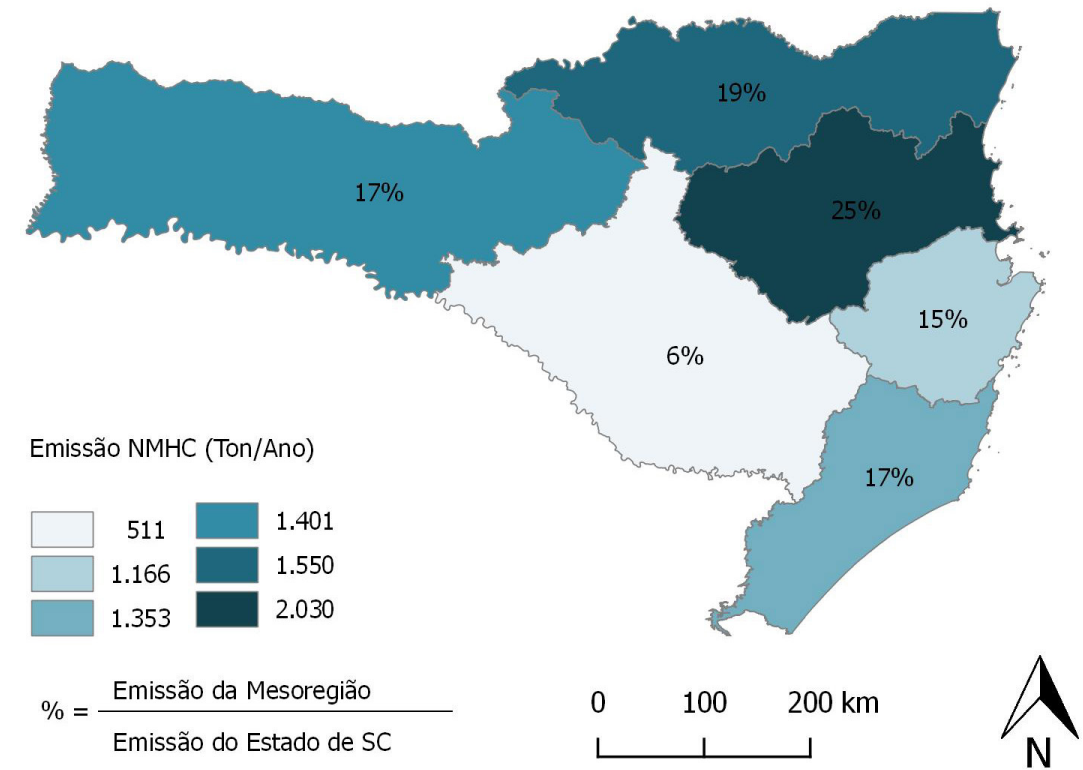 19%
17%
25%
15%
6%
17%
Emissão NMHC (Ton/Ano)
511
1.166
1.353
1.401
1.550
2.030
% = Emissão da Mesoregião
Emissão do Estado de SC
0 100 200 km
N